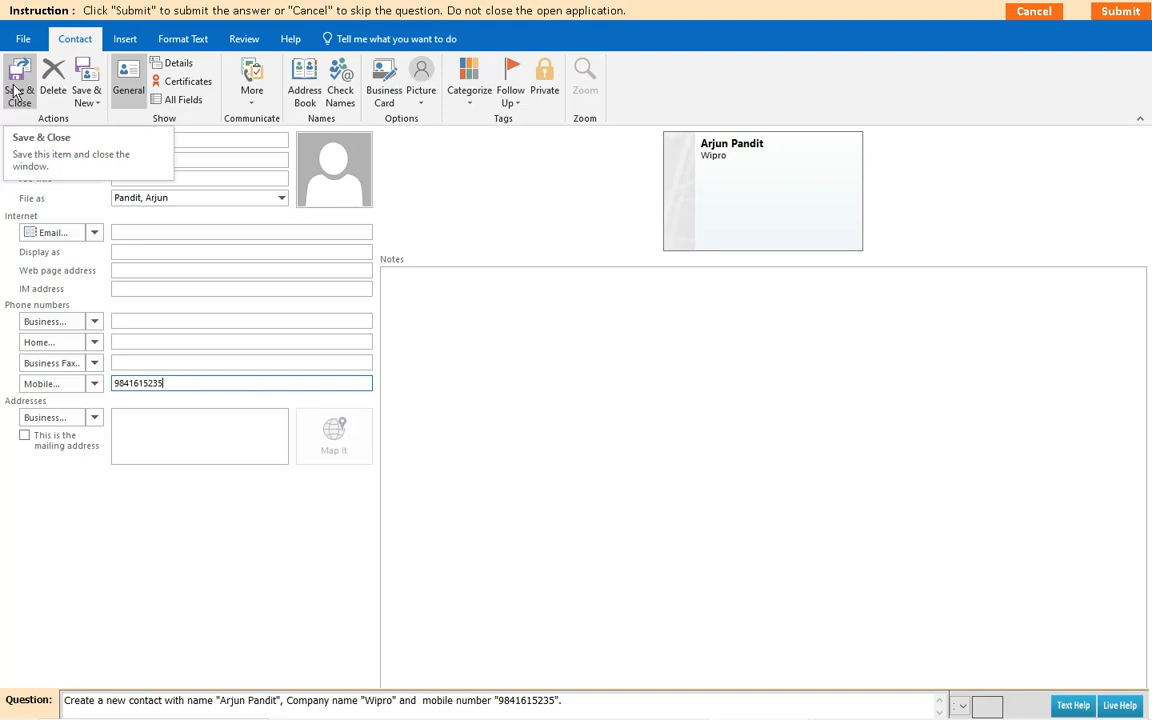 Instruction : Click "Submit" to submit the answer or "Cancel" to skip the question. Do not close the open application.
Cancel
Submit
File
Contact
Insert
Format Text
Review
Help
Tell me what you want to do
Save & Close
Delete
Save & New
General
Details
Certificates
All Fields
More
Address Book
Check Names
Business Card
Picture
Categorize
Follow Up
Private
Zoom
Actions
Show
Communicate
Names
Options
Tags
Zoom
Save & Close
Save this item and close the
window.
File as
Pandit, Arjun
Internet
Email...
Display as
Web page address
IM address
Phone numbers
Business...
Home...
Business Fax..
Mobile...
9841615235
Addresses
Business...
This is the
mailing address
Map It
Arjun Pandit
Wipro
Notes
Question:
Create a new contact with name "Arjun Pandit", Company name "Wipro" and mobile number "9841615235".
Text Help
Live Help